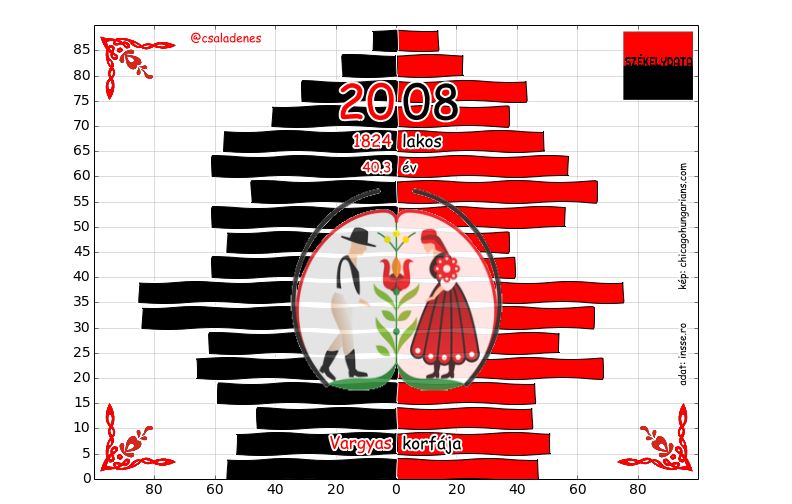 @csaladenes
SZÉKELYDATA
2008
1824 lakos
40.3 év
kép: chicagohungarians.com
adat: insse.ro
Vargyas korfája
85
80
75
70
65
60
55
50
45
40
35
30
25
20
15
10
5
0
80 60 40 20 0 20 40 60 80